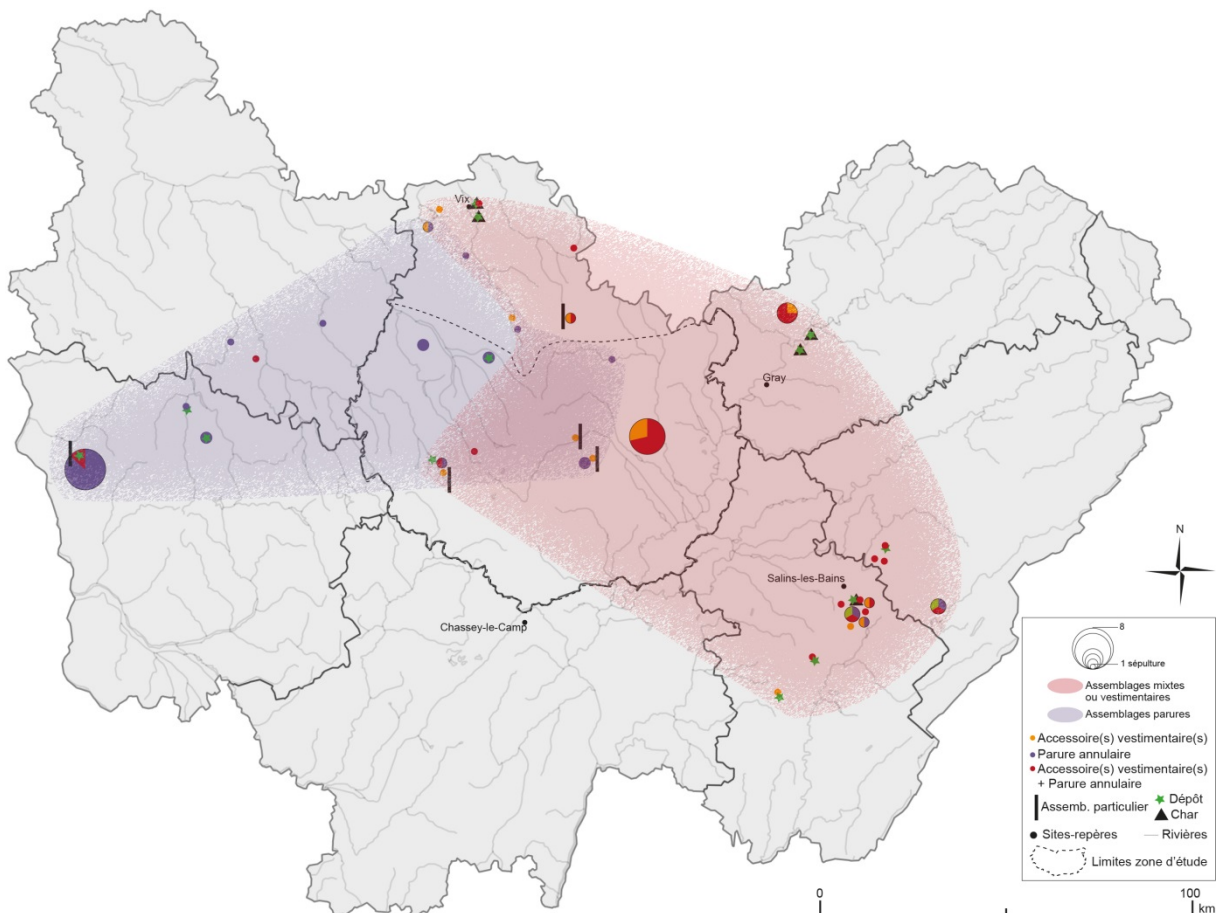 Vix
Gray
Salins-les-Bains
Chassey-le-Camp
N
8
1 sépulture
Assemblages mixtes
ou vestimentaires
Assemblages parures
Accessoire(s) vestimentaire(s)
Parure annulaire
Accessoire(s) vestimentaire(s)
+ Parure annulaire
Assemb. particulier
Dépôt
Char
Sites-repères
Rivières
Limites zone d'étude
0
100
km